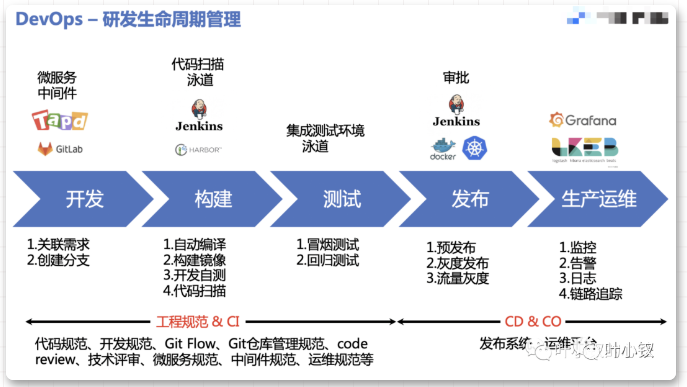 DevOps – 研发生命周期管理
微服务
中间件
Tapd
GitLab
代码扫描
泳道
Jenkins
HARBOR
集成测试环境
泳道
审批
Jenkins
docker
Grafana
LKEB
开发
构建
测试
发布
生产运维
1.关联需求
2.创建分支
1.自动编译
2.构建镜像
3.开发自测
4.代码扫描
1.冒烟测试
2.回归测试
1.预发布
2.灰度发布
3.流量灰度
1.监控
2.告警
3.日志
4.链路追踪
工程规范 & CI
CD & CO
代码规范、开发规范、Git Flow、Git仓库管理规范、code
review、技术评审、微服务规范、中间件规范、运维规范等
发布系统、运维平台
叶小钗